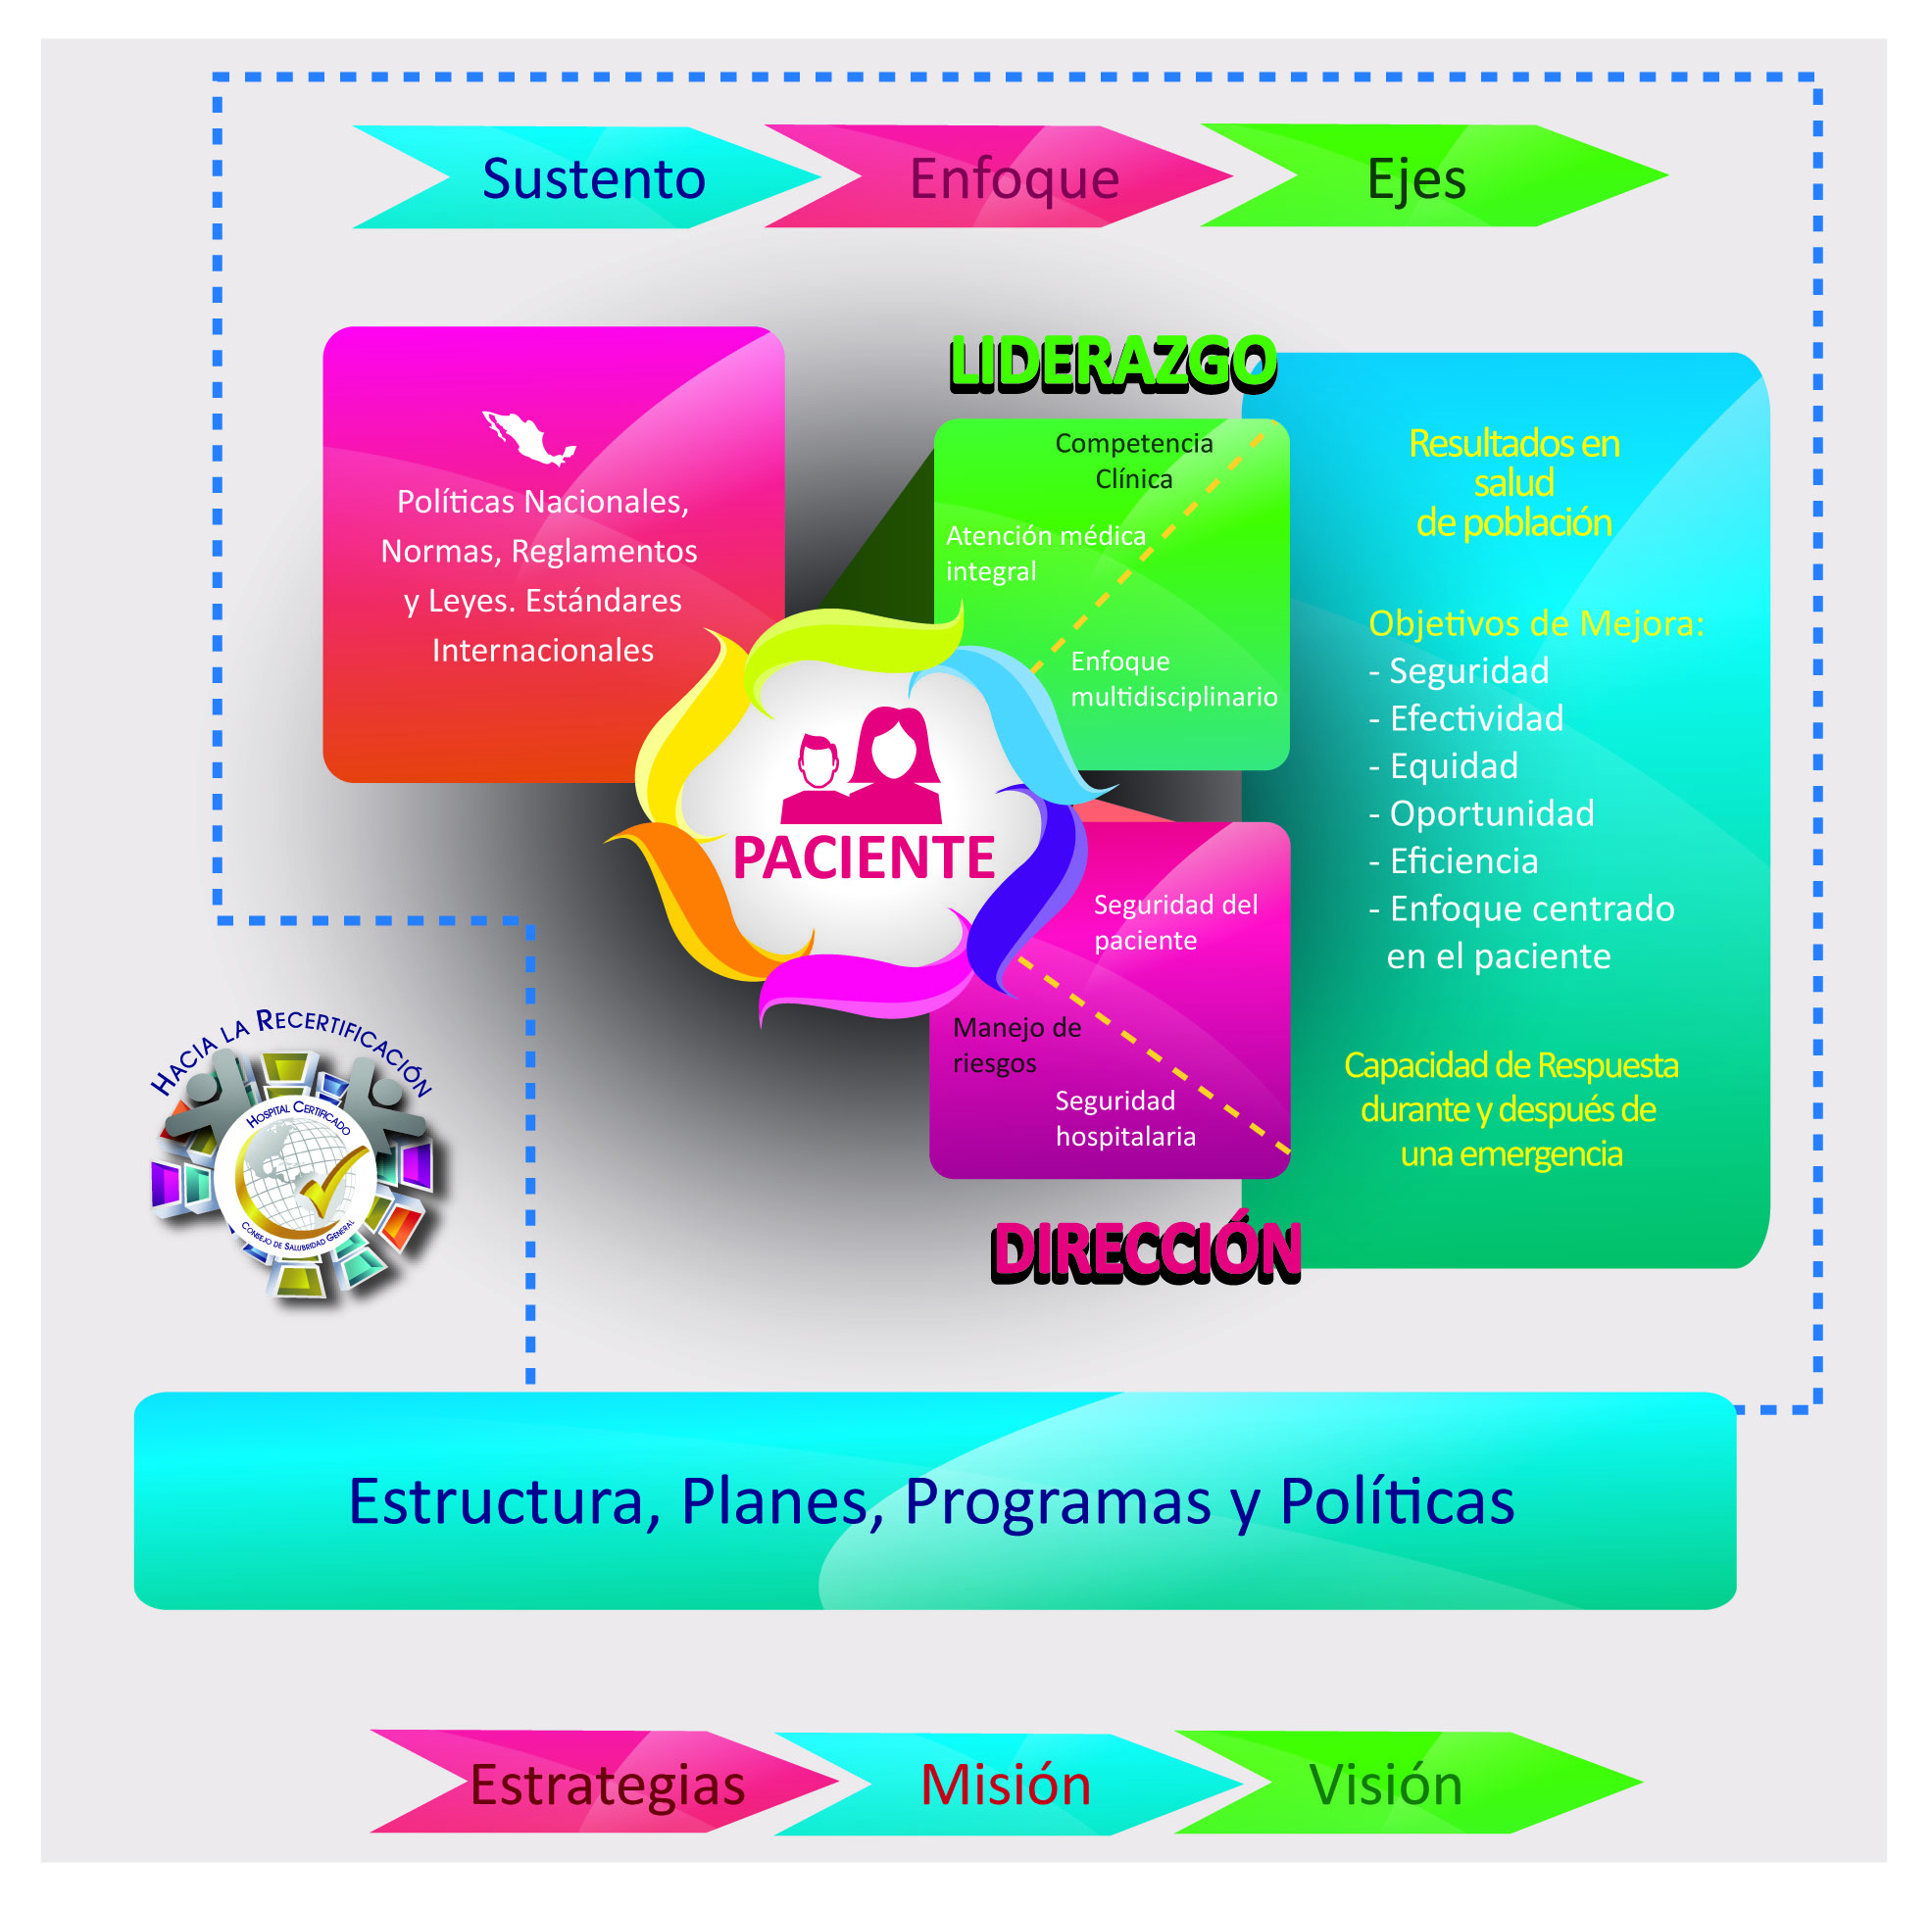 Sustento
Enfoque
Ejes
Políticas Nacionales,
Normas, Reglamentos
y Leyes. Estándares
Internacionales
LIDERAZGO
Competencia
Clínica
Atención médica
integral
Enfoque
multidisciplinario
PACIENTE
Seguridad del
paciente
Manejo de
riesgos
Seguridad
hospitalaria
DIRECCIÓN
Resultados en
salud
de población
Objetivos de Mejora:
- Seguridad
- Efectividad
- Equidad
- Oportunidad
- Eficiencia
- Enfoque centrado
en el paciente
Capacidad de Respuesta
durante y después de
una emergencia
HACIA LA RECERTIFICACIÓN
HOSPITAL CERTIFICADO
CONSEJO DE SALUBRIDAD GENERAL
Estructura, Planes, Programas y Políticas
Estrategias
Misión
Visión